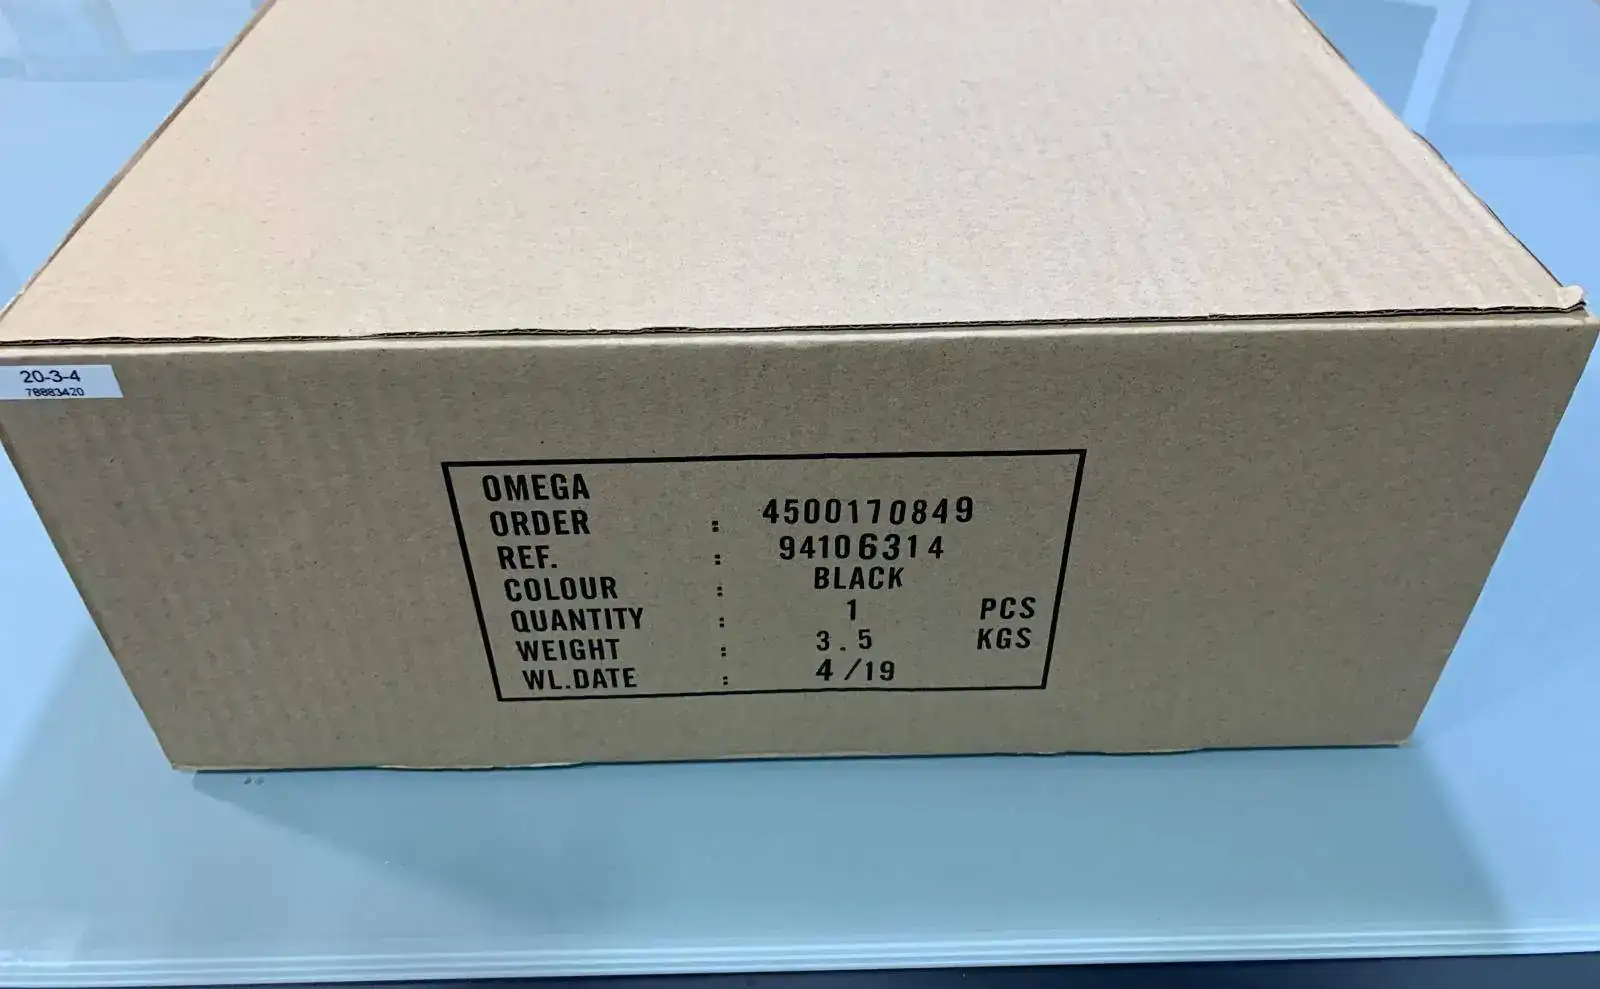 20-3-4
78883420
OMEGA
ORDER : 4500170849
REF. : 94106314
COLOUR : BLACK
QUANTITY : 1 PCS
WEIGHT : 3.5 KGS
WL.DATE : 4/19